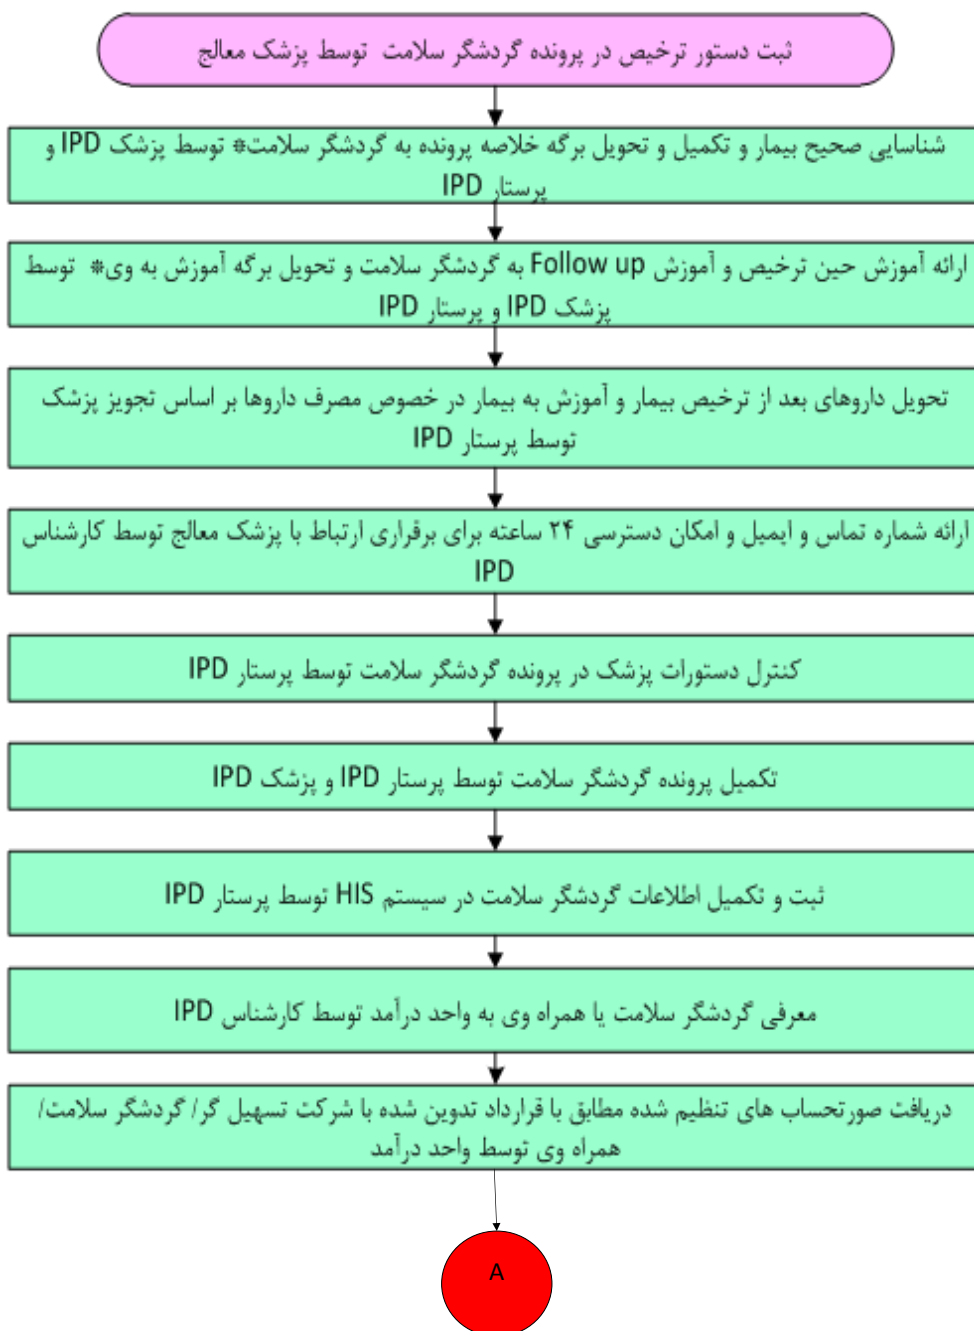 ثبت دستور ترخیص در پرونده گردشگر سلامت توسط پزشک معالج
شناسایی صحیح بیمار و تکمیل و تحویل برگه خلاصه پرونده به گردشگر سلامت* توسط پزشک IPD و
پرستار IPD
ارائه آموزش حین ترخیص و آموزش Follow up به گردشگر سلامت و تحویل برگه آموزش به وی* توسط
پزشک IPD و پرستار IPD
تحویل داروهای بعد از ترخیص بیمار و آموزش به بیمار در خصوص مصرف داروها بر اساس تجویز پزشک
توسط پرستار IPD
ارائه شماره تماس و ایمیل و امکان دسترسی ۲۴ ساعته برای برقراری ارتباط با پزشک معالج توسط کارشناس
IPD
کنترل دستورات پزشک در پرونده گردشگر سلامت توسط پرستار IPD
تکمیل پرونده گردشگر سلامت توسط پرستار IPD و پزشک IPD
ثبت و تکمیل اطلاعات گردشگر سلامت در سیستم HIS توسط پرستار IPD
معرفی گردشگر سلامت یا همراه وی به واحد درآمد توسط کارشناس IPD
دریافت صورتحساب های تنظیم شده مطابق با قرارداد تدوین شده با شرکت تسهیل گر/ گردشگر سلامت/
همراه وی توسط واحد درآمد
A